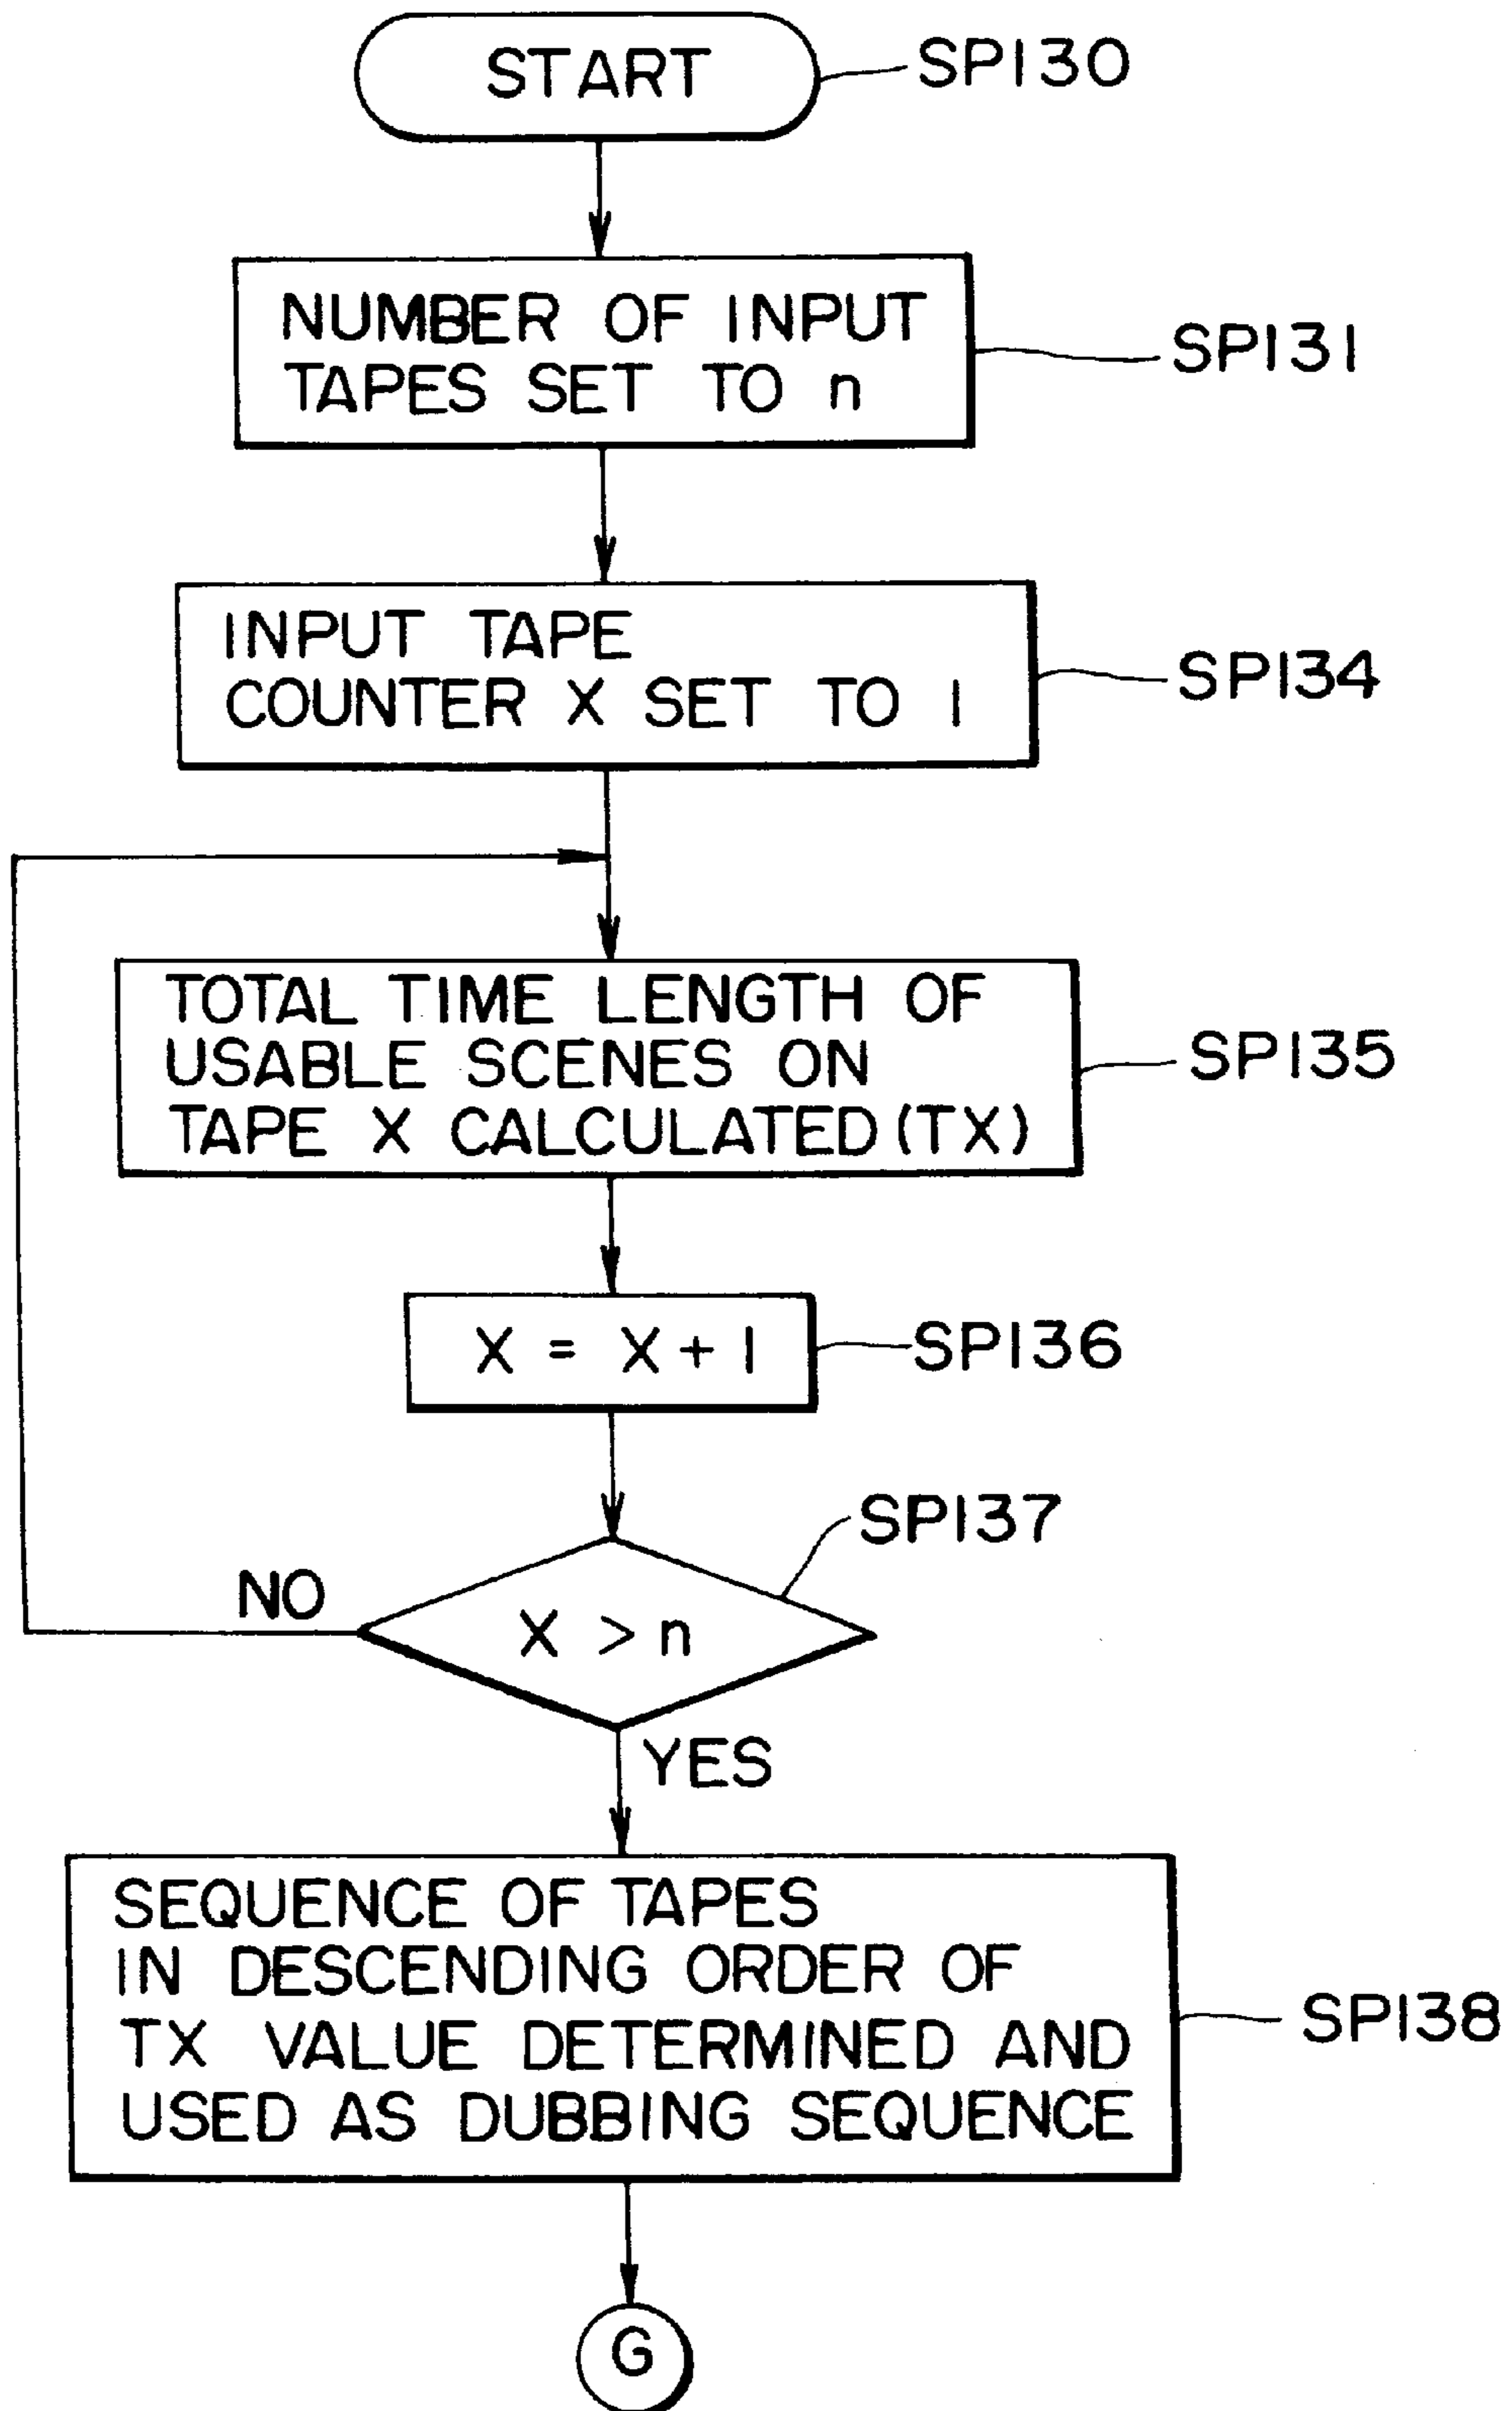 START
SP130
NUMBER OF INPUT
TAPES SET TO n
SP131
INPUT TAPE
COUNTER X SET TO 1
SP134
TOTAL TIME LENGTH OF
USABLE SCENES ON
TAPE X CALCULATED (TX)
SP135
X = X + 1
SP136
SP137
NO
X > n
YES
SEQUENCE OF TAPES
IN DESCENDING ORDER OF
TX VALUE DETERMINED AND
USED AS DUBBING SEQUENCE
SP138
G